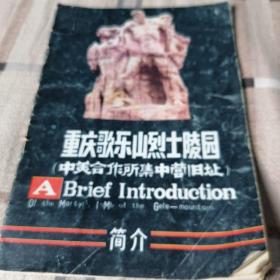 重庆歌乐山烈士陵园
(中美合作所集中营旧址)
A Brief Introduction
Of the Martyr of the Gele-mountain
简介